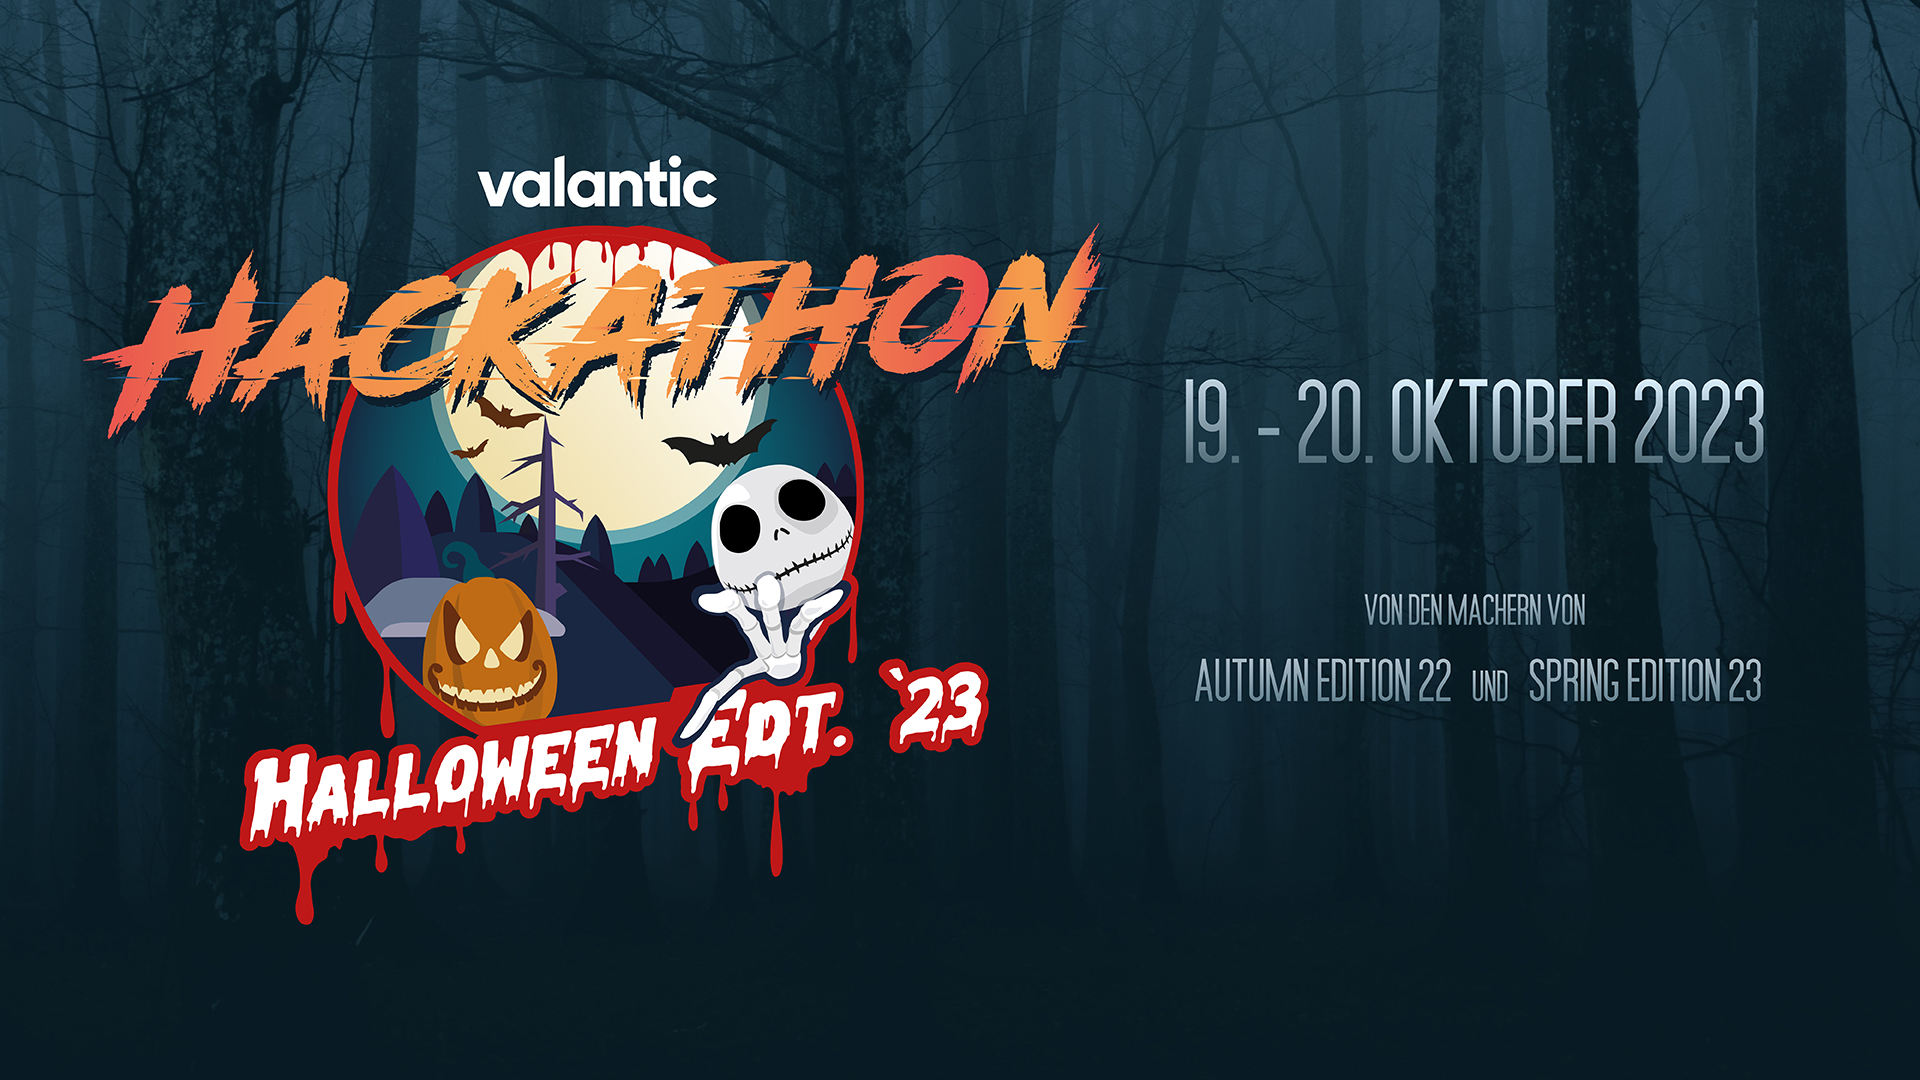 valantic
HACKATHON
HALLOWEEN EDT. `23
19. - 20. OKTOBER 2023
VON DEN MACHERN VON
AUTUMN EDITION 22 UND SPRING EDITION 23